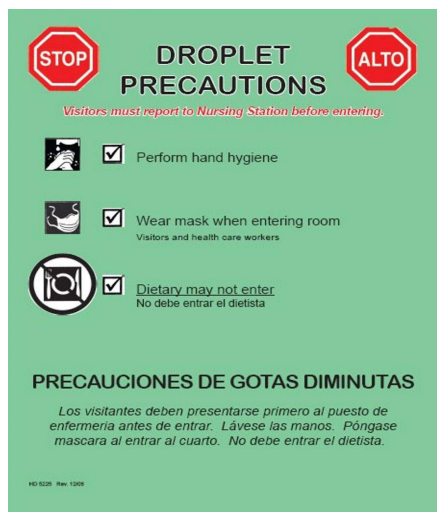 STOP
DROPLET
PRECAUTIONS
ALTO
Visitors must report to Nursing Station before entering.
Perform hand hygiene
Wear mask when entering room
Visitors and health care workers
Dietary may not enter
No debe entrar el dietista
PRECAUCIONES DE GOTAS DIMINUTAS
Los visitantes deben presentarse primero al puesto de
enfermeria antes de entrar. Lávese las manos. Póngase
mascara al entrar al cuarto. No debe entrar el dietista.
Rev. 12/08